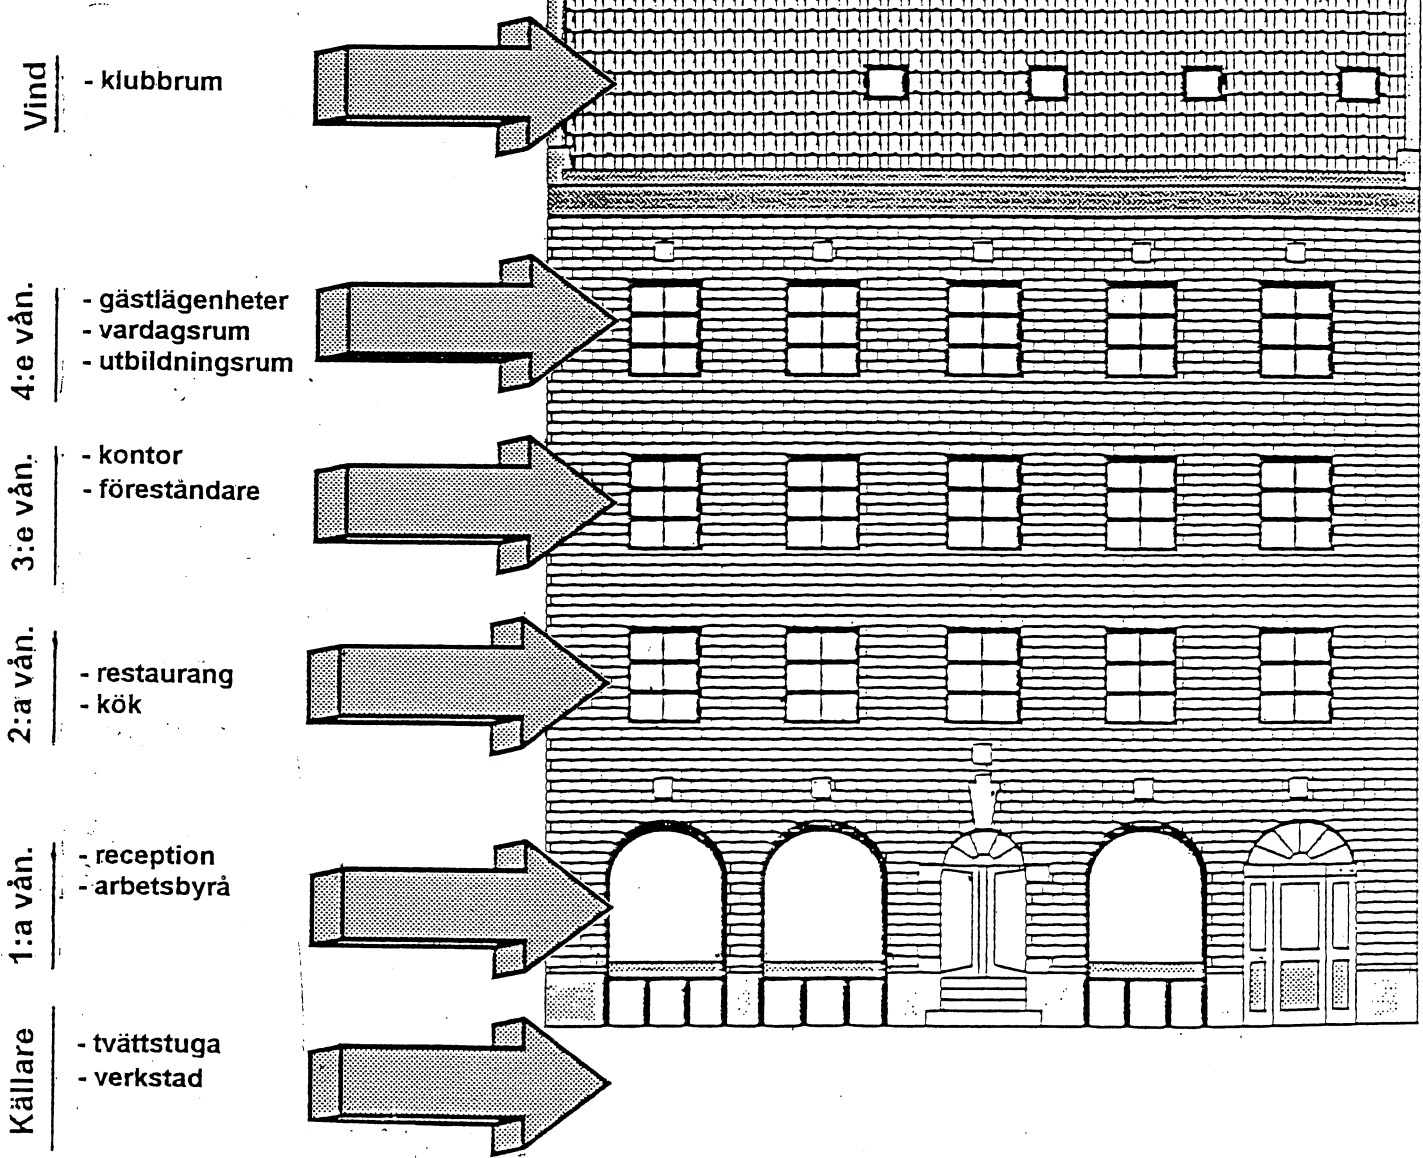 Vind
- klubbrum
4:e vån.
- gästlägenheter
- vardagsrum
- utbildningsrum
3:e vån.
- kontor
- föreståndare
2:a vån.
- restaurang
- kök
1:a vån.
- reception
- arbetsbyrå
Källare
- tvättstuga
- verkstad